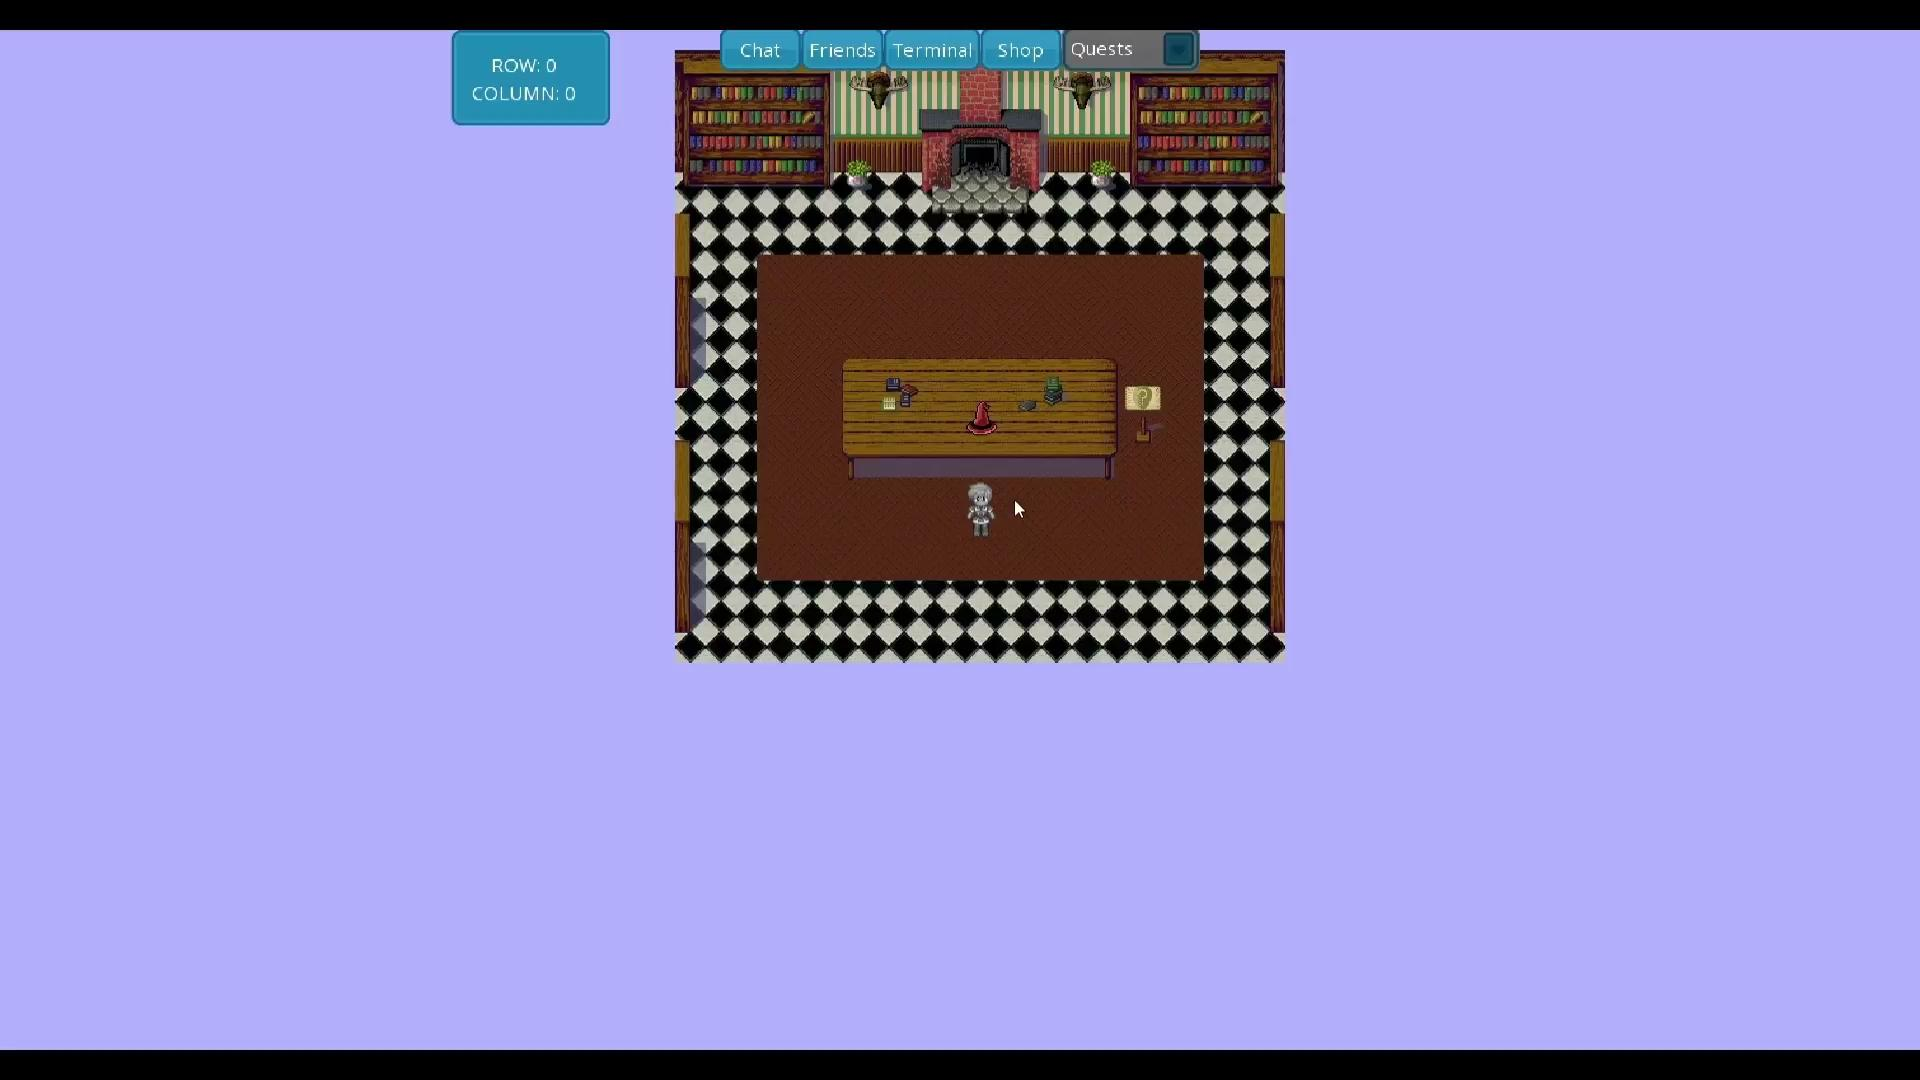 Chat Friends Terminal Shop Quests
ROW: 0
COLUMN: 0